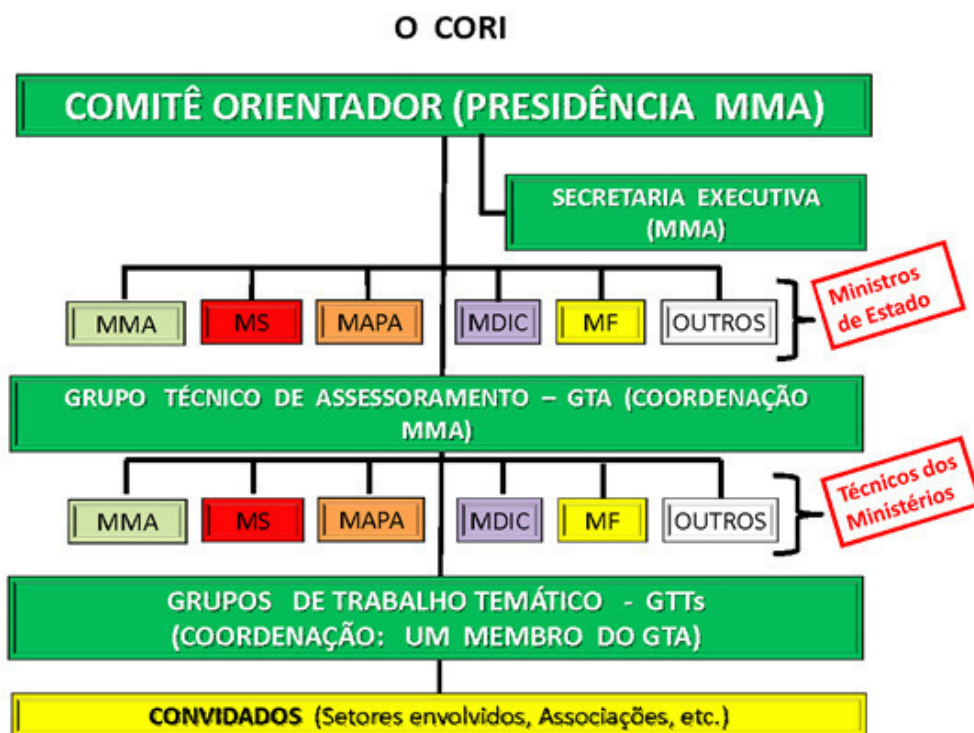 O CORI
COMITÊ ORIENTADOR (PRESIDÊNCIA MMA)
SECRETARIA EXECUTIVA
(MMA)
MMA MS MAPA MDIC MF OUTROS
Ministros
de Estado
GRUPO TÉCNICO DE ASSESSORAMENTO – GTA (COORDENAÇÃO
MMA)
MMA MS MAPA MDIC MF OUTROS
Técnicos dos
Ministérios
GRUPOS DE TRABALHO TEMÁTICO - GTTs
(COORDENAÇÃO: UM MEMBRO DO GTA)
CONVIDADOS (Setores envolvidos, Associações, etc.)